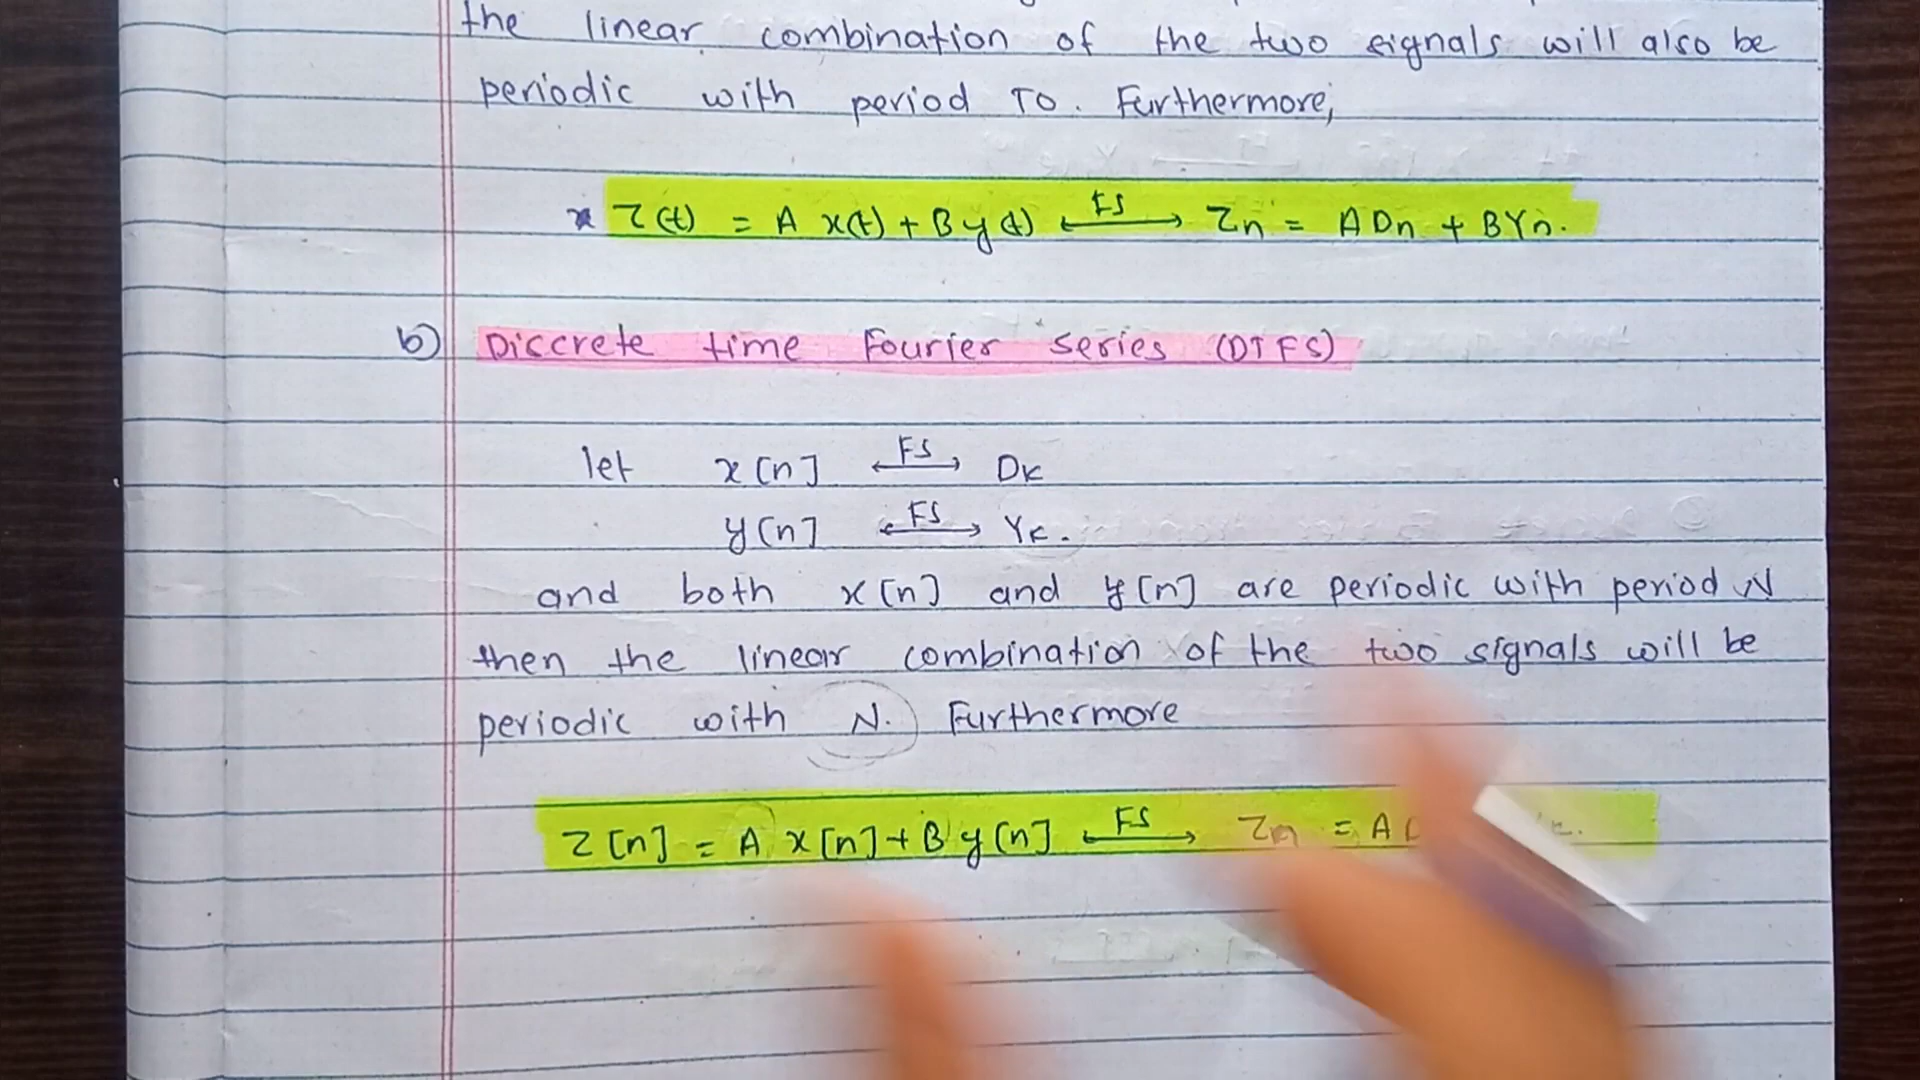 the linear combination of the two signals will also be
periodic with period To. Furthermore,
* Z(t) = A x(t) + B y(t) <-FS-> Zn = A Dn + B Yn.
b) Discrete time Fourier series (DTFS)
let x[n] <-FS-> Dk
y[n] <-FS-> Yk.
and both x[n] and y[n] are periodic with period N
then the linear combination of the two signals will be
periodic with N. Furthermore
Z[n] = A x[n] + B y[n] <-FS-> Zn = A